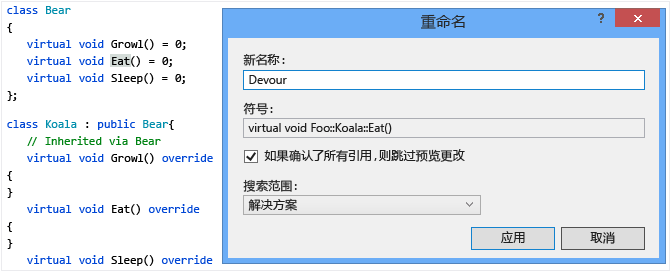 class Bear
{
virtual void Growl() = 0;
virtual void Eat() = 0;
virtual void Sleep() = 0;
};
class Koala : public Bear{
// Inherited via Bear
virtual void Growl() override
{
}
virtual void Eat() override
{
}
virtual void Sleep() override
重命名
?
新名称:
Devour
符号:
virtual void Foo::Koala::Eat()
如果确认了所有引用,则跳过预览更改
搜索范围:
解决方案
应用 取消